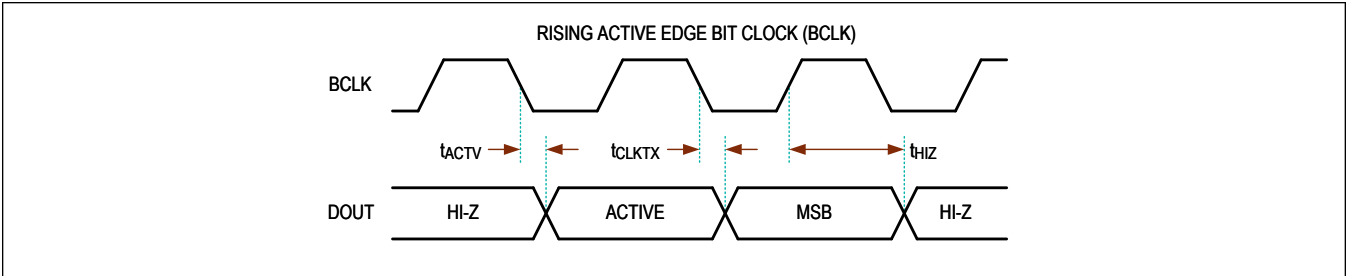 RISING ACTIVE EDGE BIT CLOCK (BCLK)
BCLK
tACTV tCLKTX tHIZ
DOUT HI-Z ACTIVE MSB HI-Z